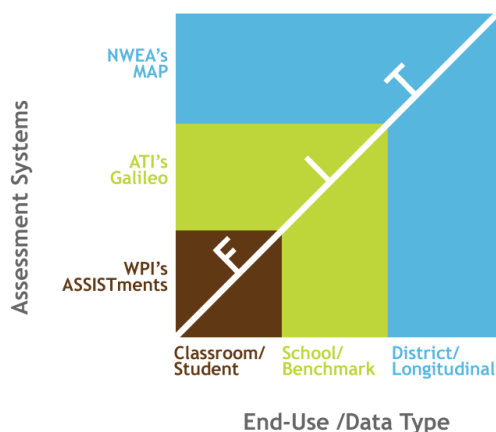 NWEA's
MAP
ATI's
Galileo
WPI's
ASSISTments
Assessment Systems
F
I
T
Classroom/
Student
School/
Benchmark
District/
Longitudinal
End-Use /Data Type